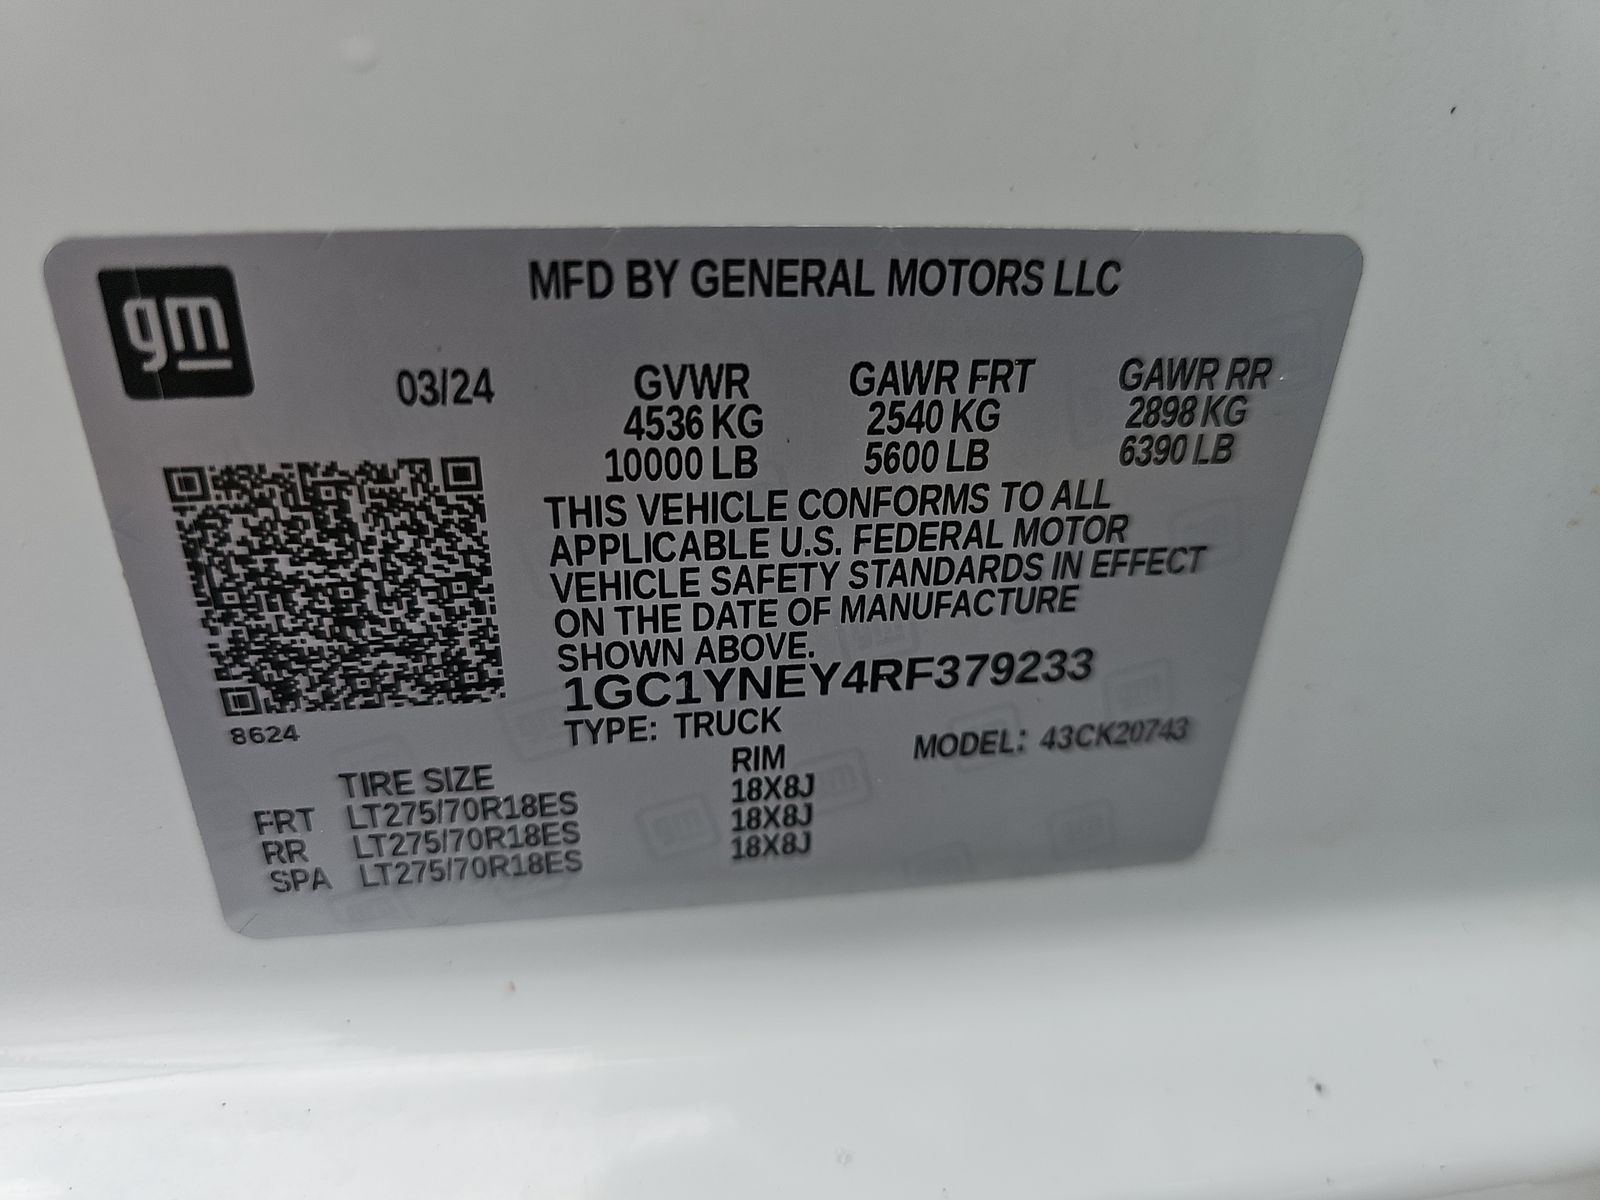 gm
MFD BY GENERAL MOTORS LLC
03/24
GVWR GAWR FRT GAWR RR
4536 KG 2540 KG 2898 KG
10000 LB 5600 LB 6390 LB
THIS VEHICLE CONFORMS TO ALL
APPLICABLE U.S. FEDERAL MOTOR
VEHICLE SAFETY STANDARDS IN EFFECT
ON THE DATE OF MANUFACTURE
SHOWN ABOVE.
1GC1YNEY4RF379233
8624
TYPE: TRUCK
MODEL: 43CK20743
TIRE SIZE RIM
FRT LT275/70R18ES 18X8J
RR LT275/70R18ES 18X8J
SPA LT275/70R18ES 18X8J